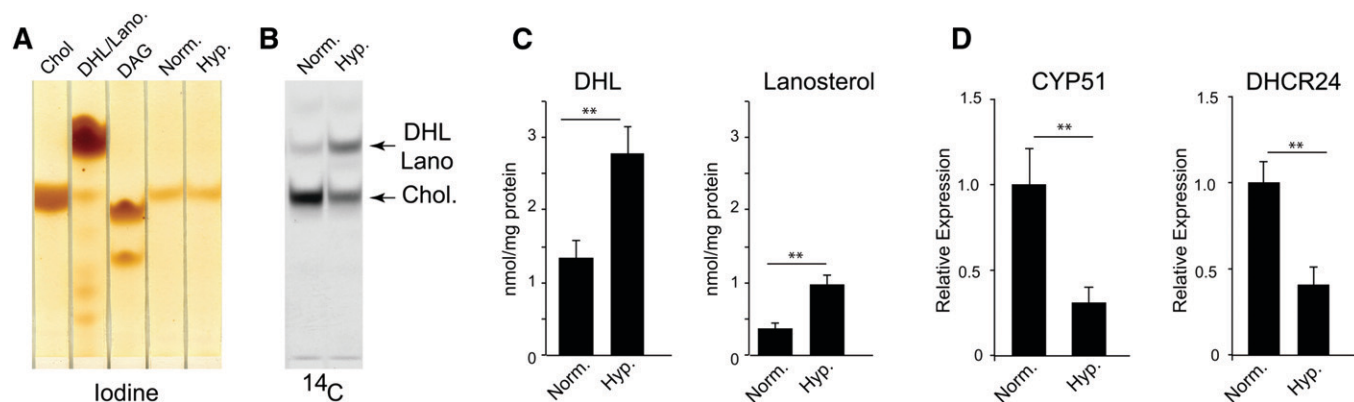 A
Chol
DHL/Lano.
DAG
Norm.
Hyp.
Iodine
B
Norm.
Hyp.
DHL
Lano
Chol.
14C
C
DHL
**
nmol/mg protein
3
2
1
0
Norm.
Hyp.
Lanosterol
**
nmol/mg protein
3
2
1
0
Norm.
Hyp.
D
CYP51
**
Relative Expression
1.5
1.0
0.5
0
Norm.
Hyp.
DHCR24
**
Relative Expression
1.5
1.0
0.5
0
Norm.
Hyp.